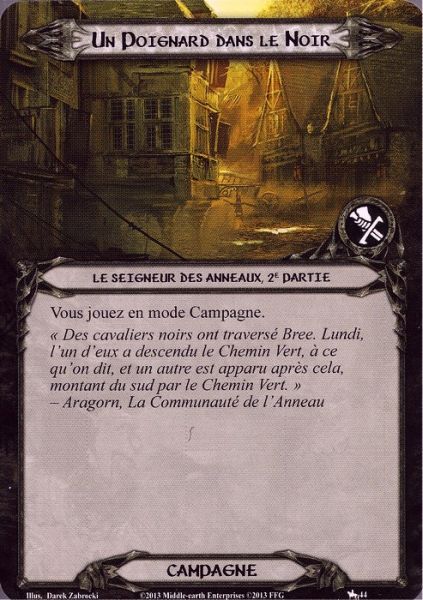 Un Poignard dans le Noir
Le Seigneur des Anneaux, 2e partie
Vous jouez en mode Campagne.
« Des cavaliers noirs ont traversé Bree. Lundi,
l'un d'eux a descendu le Chemin Vert, à ce
qu'on dit, et un autre est apparu après cela,
montant du sud par le Chemin Vert. »
– Aragorn, La Communauté de l'Anneau
Campagne
Illus. Darek Zabrocki ©2013 Middle-earth Enterprises ©2013 FFG 44